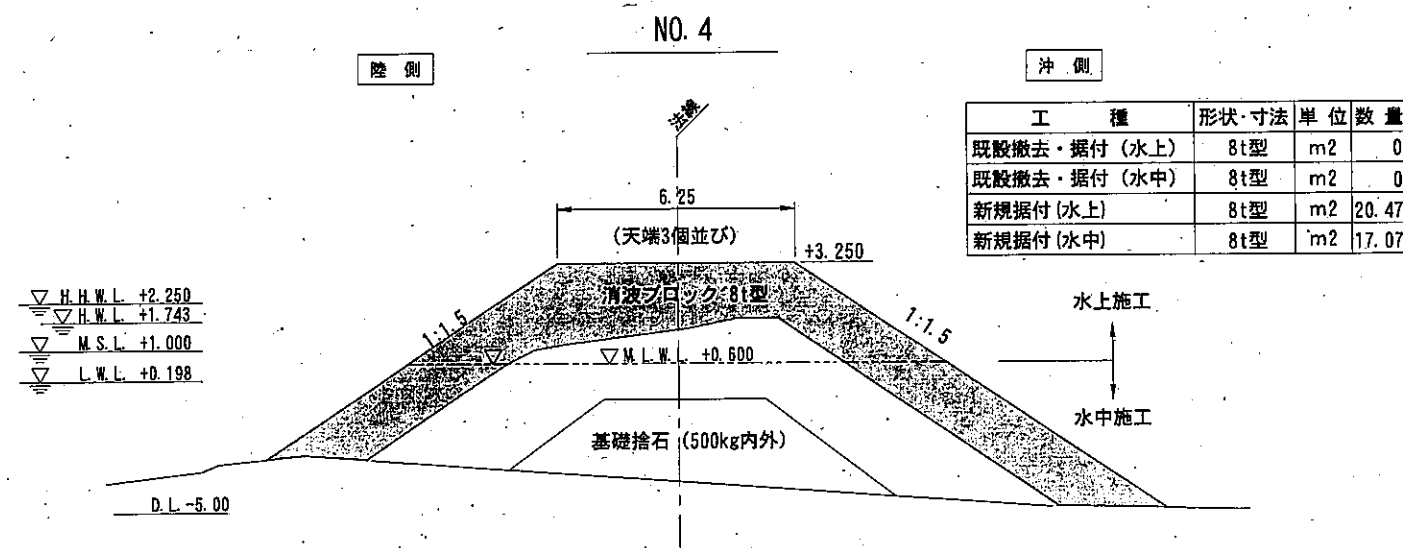 NO. 4
陸 側
沖 側
法線
工 種 形状・寸法 単 位 数 量
既設撤去・据付 (水上) 8t型 m2 0
既設撤去・据付 (水中) 8t型 m2 0
新規据付(水上) 8t型 m2 20.47
新規据付(水中) 8t型 m2 17.07
6.25
(天端3個並び)
+3.250
消波ブロック 8t型
H.H.W.L. +2.250
H.W.L. +1.743
M.S.L. +1.000
L.W.L. +0.198
1:1.5
1:1.5
M.L.W.L. +0.600
水上施工
水中施工
基礎捨石 (500kg内外)
D.L.-5.00